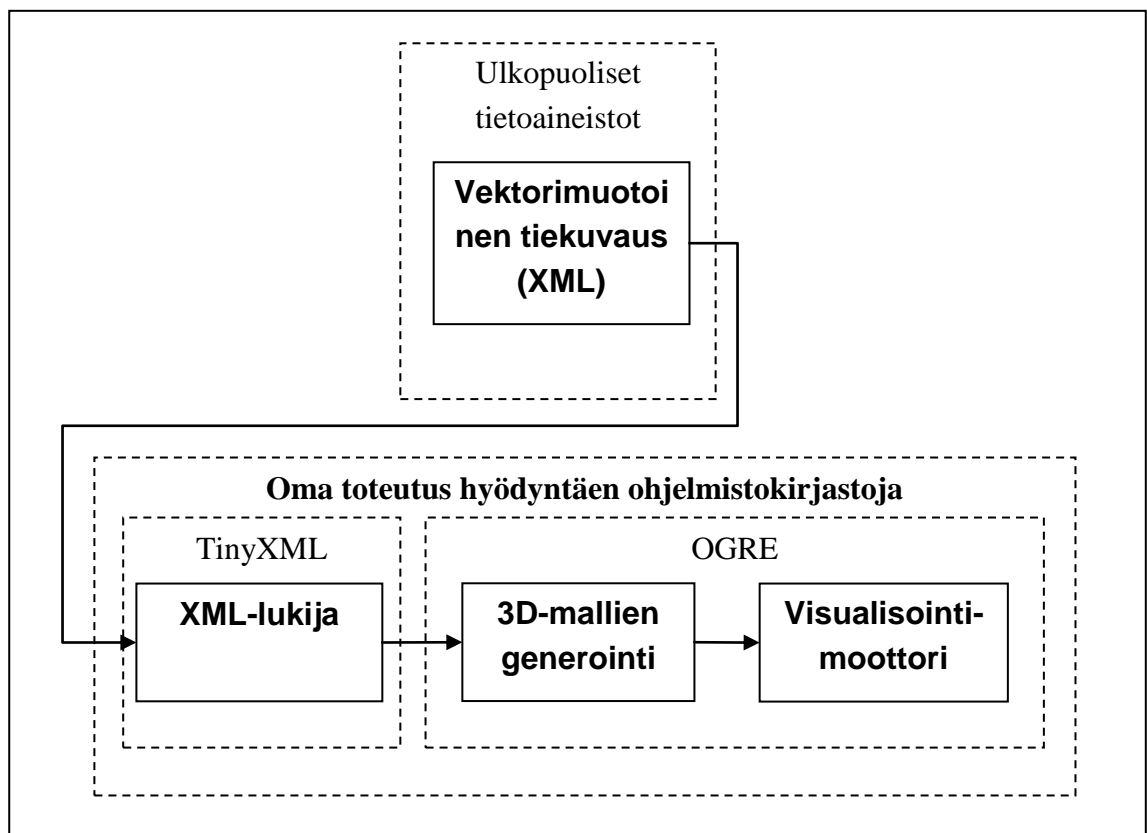 Ulkopuoliset
tietoaineistot
Vektorimuotoi
nen tiekuvaus
(XML)
Oma toteutus hyödyntäen ohjelmistokirjastoja
TinyXML
XML-lukija
OGRE
3D-mallien
generointi
Visualisointi-
moottori